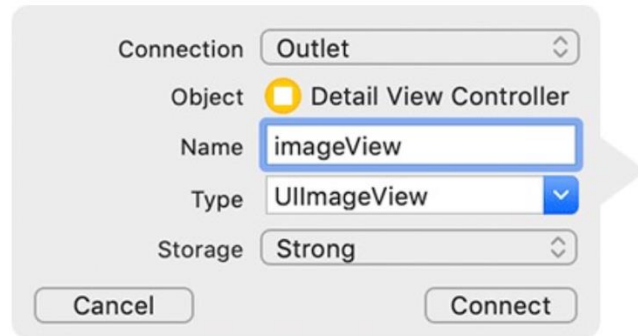 Connection Outlet
Object Detail View Controller
Name imageView
Type UIImageView
Storage Strong
Cancel Connect